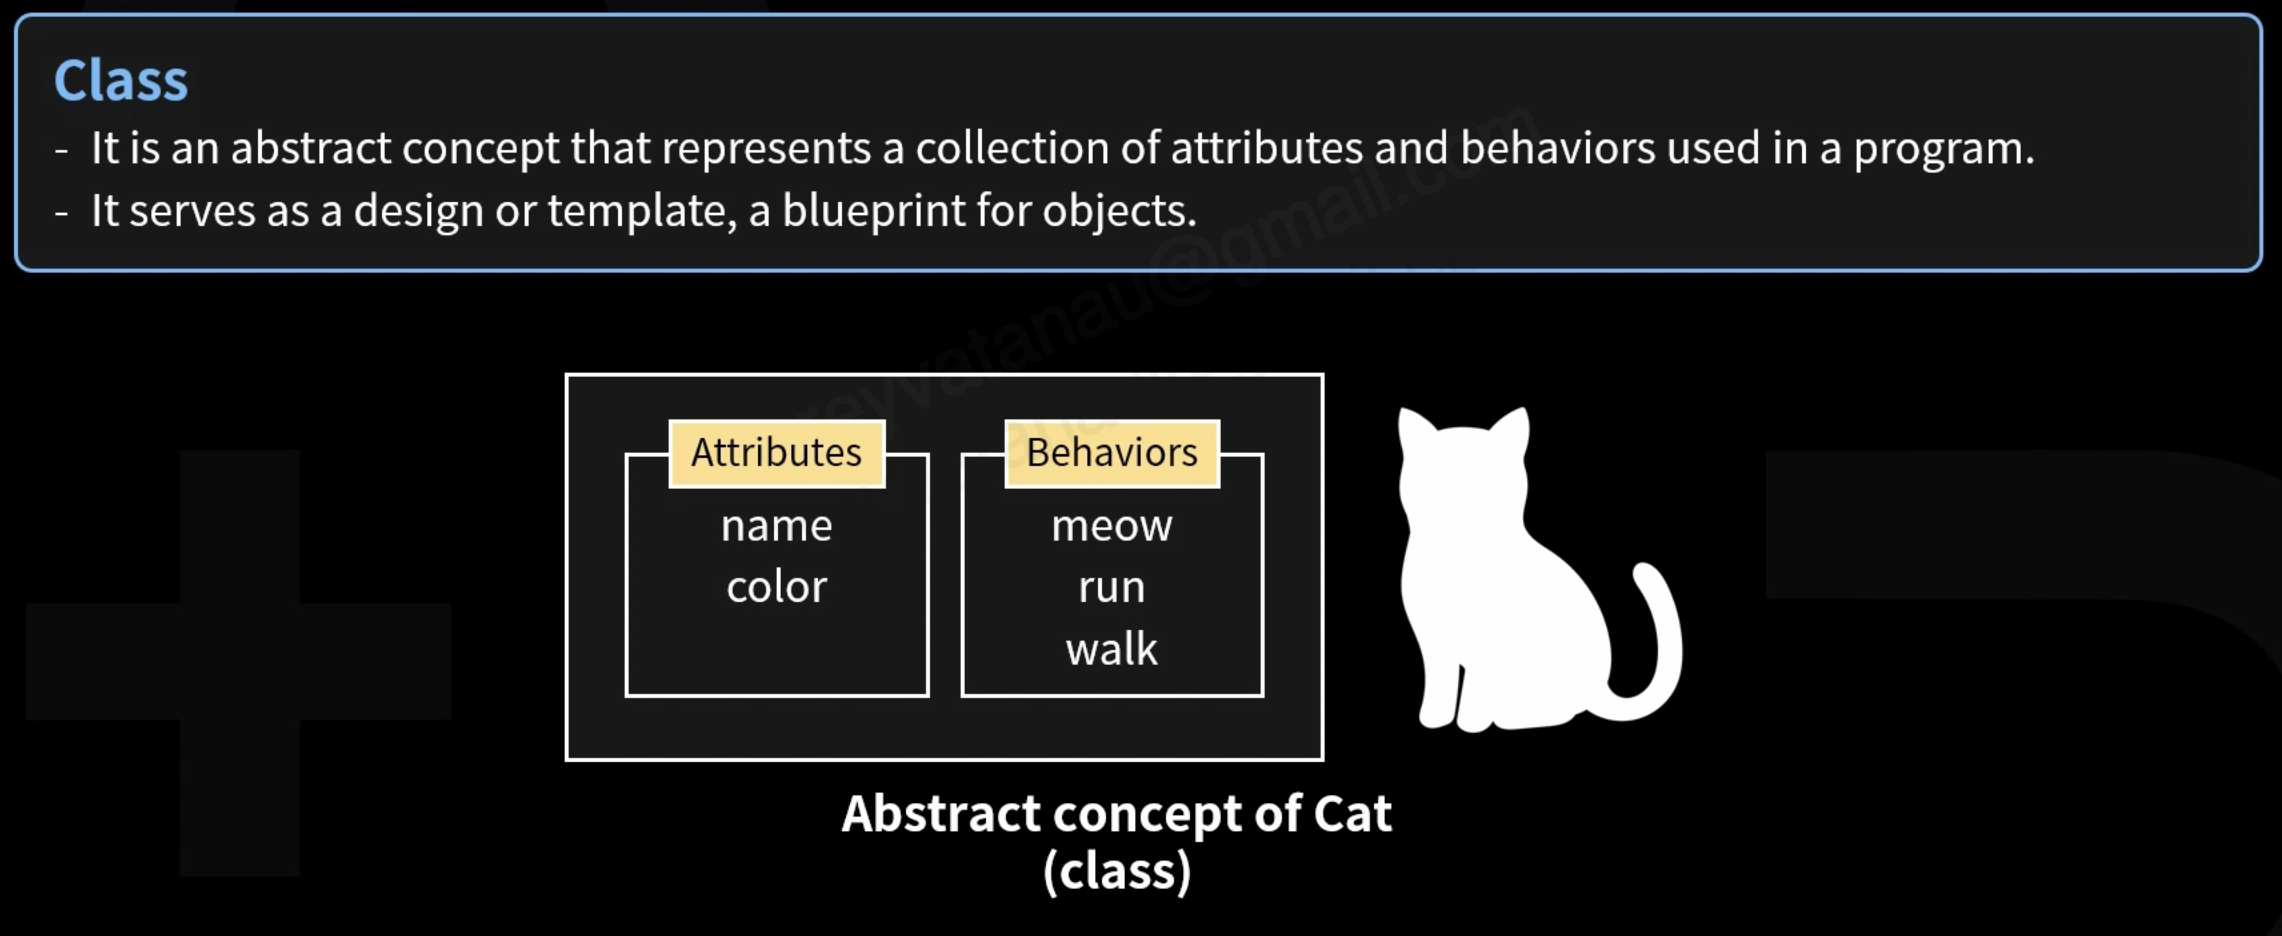 Class
- It is an abstract concept that represents a collection of attributes and behaviors used in a program.
- It serves as a design or template, a blueprint for objects.
Attributes
name
color
Behaviors
meow
run
walk
Abstract concept of Cat
(class)